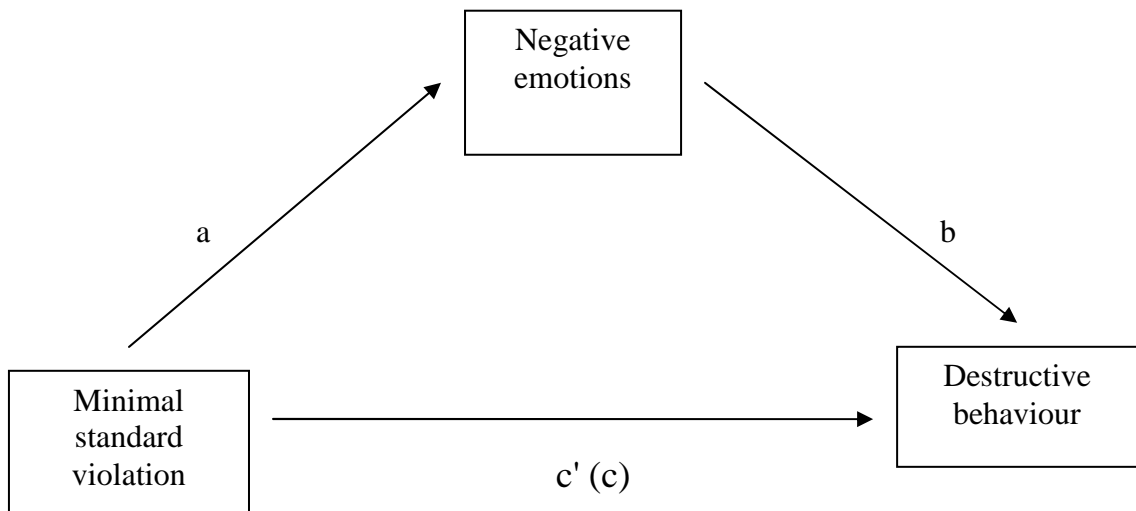 Negative
emotions
a
b
Minimal
standard
violation
Destructive
behaviour
c' (c)